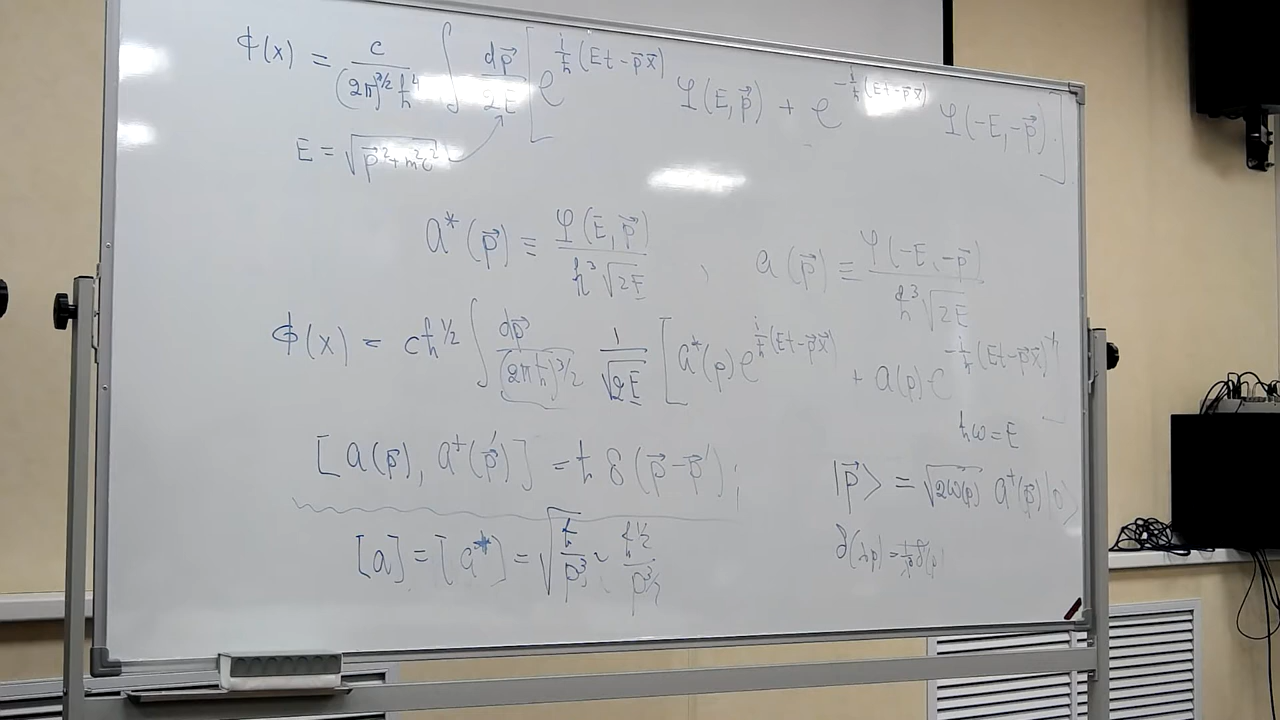 ϕ(x) = c/((2π)^{3/2} ħ^4) ∫ dp⃗/2E [ e^{i/ħ (Et − p⃗x⃗)} φ(E, p⃗) + e^{−i/ħ (Et − p⃗x⃗)} φ(−E, −p⃗) ]
E = √(p⃗² + m²c²)
a*(p⃗) ≡ φ(E, p⃗)/(ħ³√2E) , a(p⃗) ≡ φ(−E, −p⃗)/(ħ³√2E)
ϕ(x) = cħ^{1/2} ∫ dp⃗/(2πħ)^{3/2} 1/√2E [ a*(p) e^{i/ħ (Et − p⃗x⃗)} + a(p) e^{−i/ħ (Et − p⃗x⃗)} ]
ħω = E
[a(p⃗), a⁺(p⃗′)] = ħ δ(p⃗ − p⃗′) ;
|p⃗⟩ = √2ω(p) a⁺(p⃗)|0⟩
[a] = [a*] = √(ħ/p³) ~ ħ^{1/2}/p^{3/2}